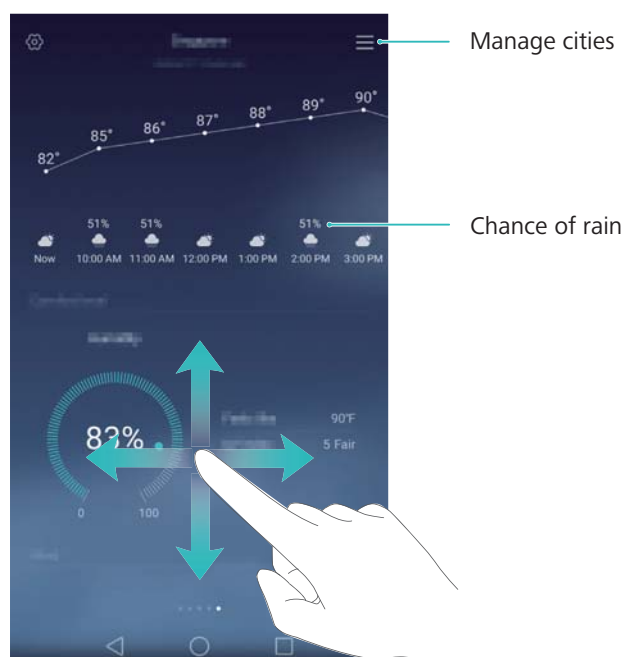 Manage cities
82° 85° 86° 87° 88° 89° 90°
51% 51% 51%
Chance of rain
Now 10:00 AM 11:00 AM 12:00 PM 1:00 PM 2:00 PM 3:00 PM
83%
90°F
5 Fair
0 100